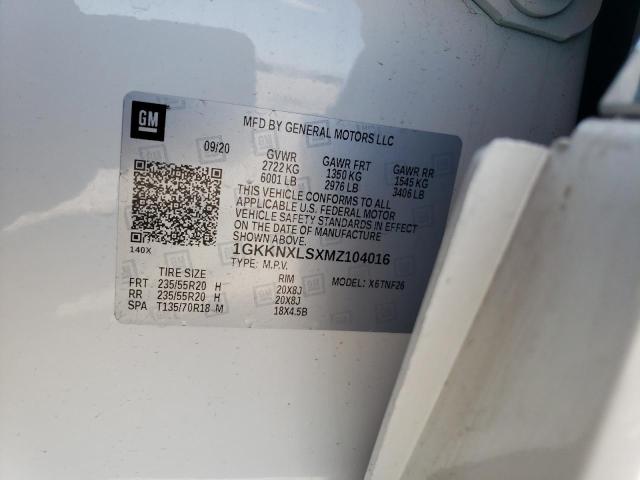 GM
MFD BY GENERAL MOTORS LLC
09/20
GVWR GAWR FRT GAWR RR
2722 KG 1350 KG 1545 KG
6001 LB 2976 LB 3406 LB
THIS VEHICLE CONFORMS TO ALL
APPLICABLE U.S. FEDERAL MOTOR
VEHICLE SAFETY STANDARDS IN EFFECT
ON THE DATE OF MANUFACTURE
SHOWN ABOVE.
140X
1GKKNXLSXMZ104016
TYPE: M.P.V.
TIRE SIZE RIM MODEL: X6TNF26
FRT 235/55R20 H 20X8J
RR 235/55R20 H 20X8J
SPA T135/70R18 M 18X4.5B